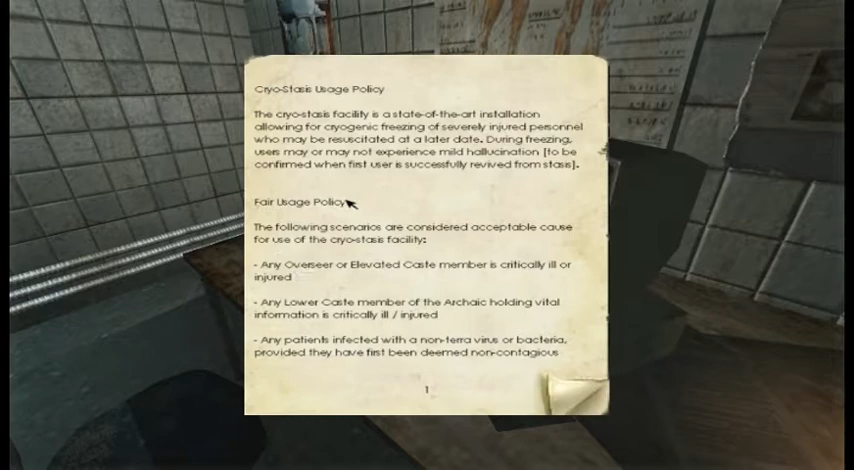 Cryo-Stasis Usage Policy
The cryo-stasis facility is a state-of-the-art installation
allowing for cryogenic freezing of severely injured personnel
who may be resuscitated at a later date. During freezing,
users may or may not experience mild hallucination [to be
confirmed when first user is successfully revived from stasis].
Fair Usage Policy
The following scenarios are considered acceptable cause
for use of the cryo-stasis facility:
- Any Overseer or Elevated Caste member is critically ill or
injured
- Any Lower Caste member of the Archaic holding vital
information is critically ill / injured
- Any patients infected with a non-terra virus or bacteria,
provided they have first been deemed non-contagious
1